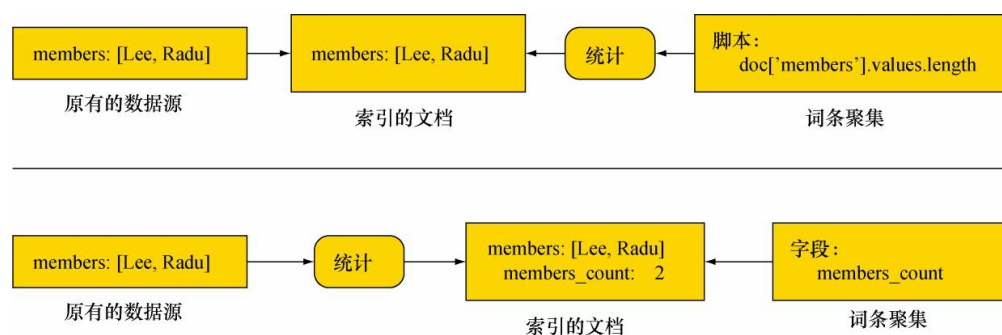 members: [Lee, Radu]
原有的数据源
members: [Lee, Radu]
索引的文档
统计
脚本：
doc['members'].values.length
词条聚集
members: [Lee, Radu]
原有的数据源
统计
members: [Lee, Radu]
members_count: 2
索引的文档
字段：
members_count
词条聚集